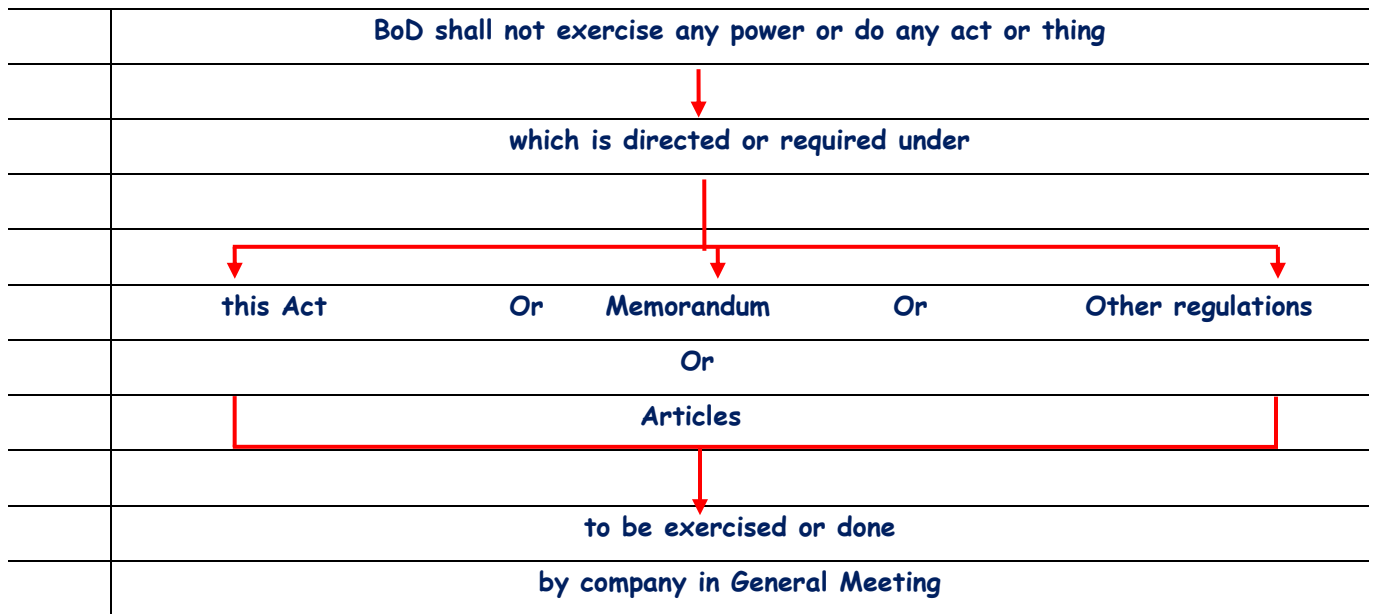 BoD shall not exercise any power or do any act or thing
which is directed or required under
this Act Or Memorandum Or Other regulations
Or
Articles
to be exercised or done
by company in General Meeting